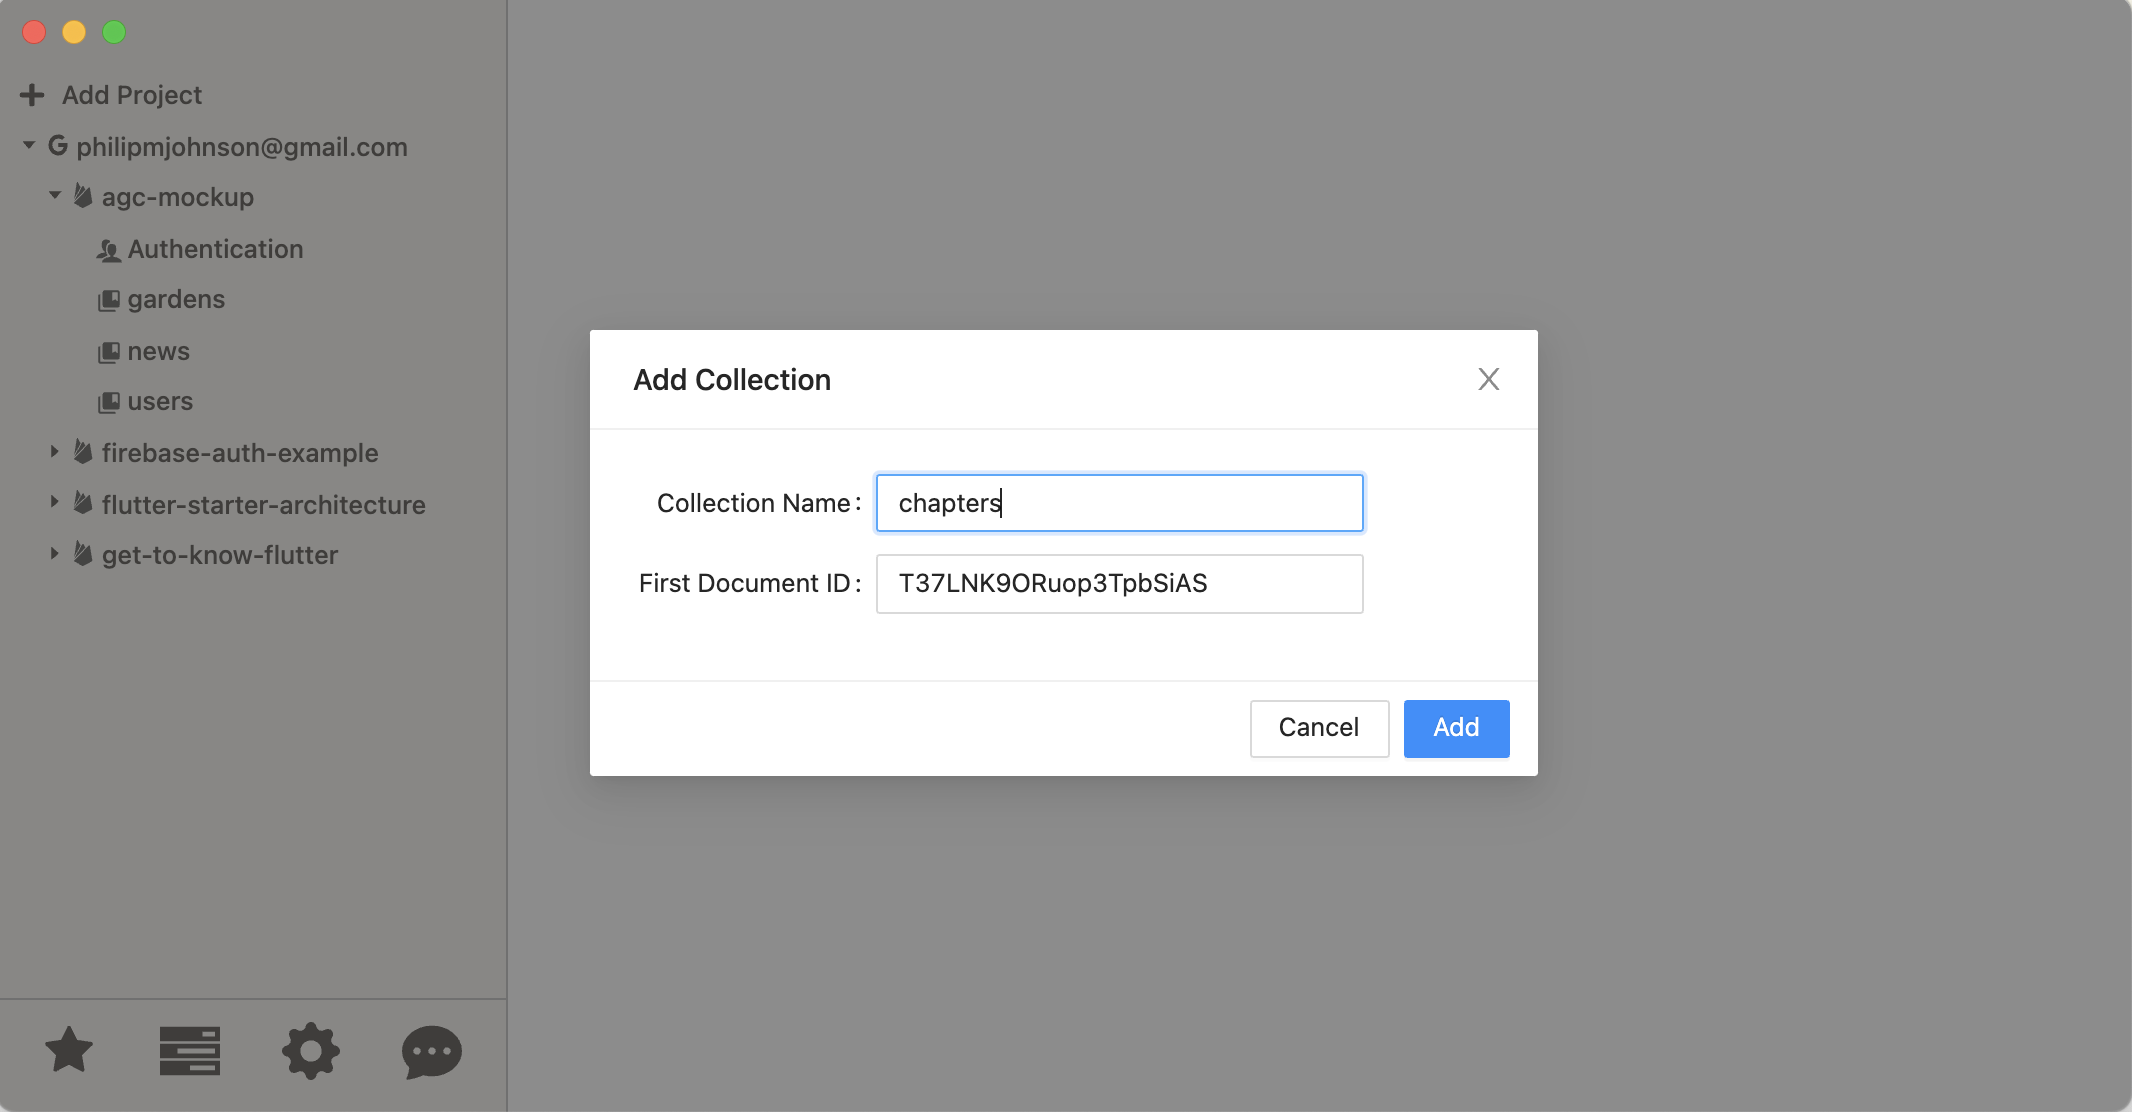 Add Project
philipmjohnson@gmail.com
agc-mockup
Authentication
gardens
news
users
firebase-auth-example
flutter-starter-architecture
get-to-know-flutter
Add Collection
Collection Name: chapters
First Document ID: T37LNK9ORuop3TpbSiAS
Cancel Add